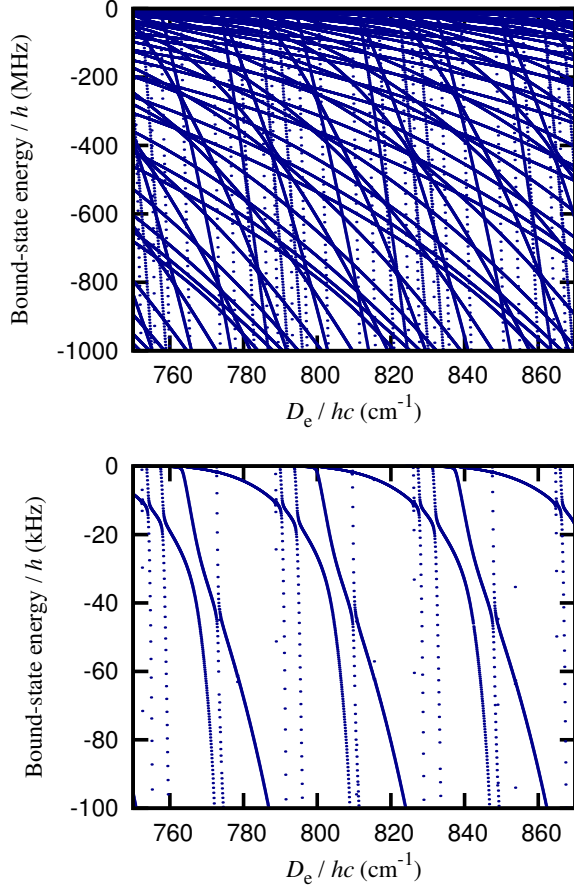 0
-200
-400
-600
-800
-1000
Bound-state energy / h (MHz)
760 780 800 820 840 860
Dₑ / hc (cm⁻¹)
0
-20
-40
-60
-80
-100
Bound-state energy / h (kHz)
760 780 800 820 840 860
Dₑ / hc (cm⁻¹)